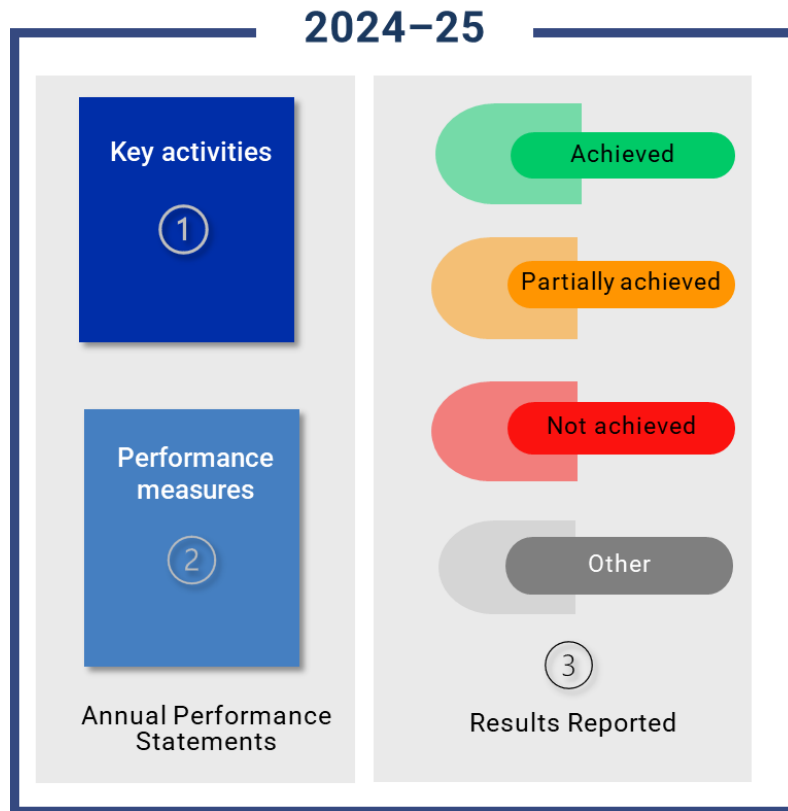 2024–25
Key activities
1
Performance
measures
2
Annual Performance
Statements
Achieved
Partially achieved
Not achieved
Other
3
Results Reported